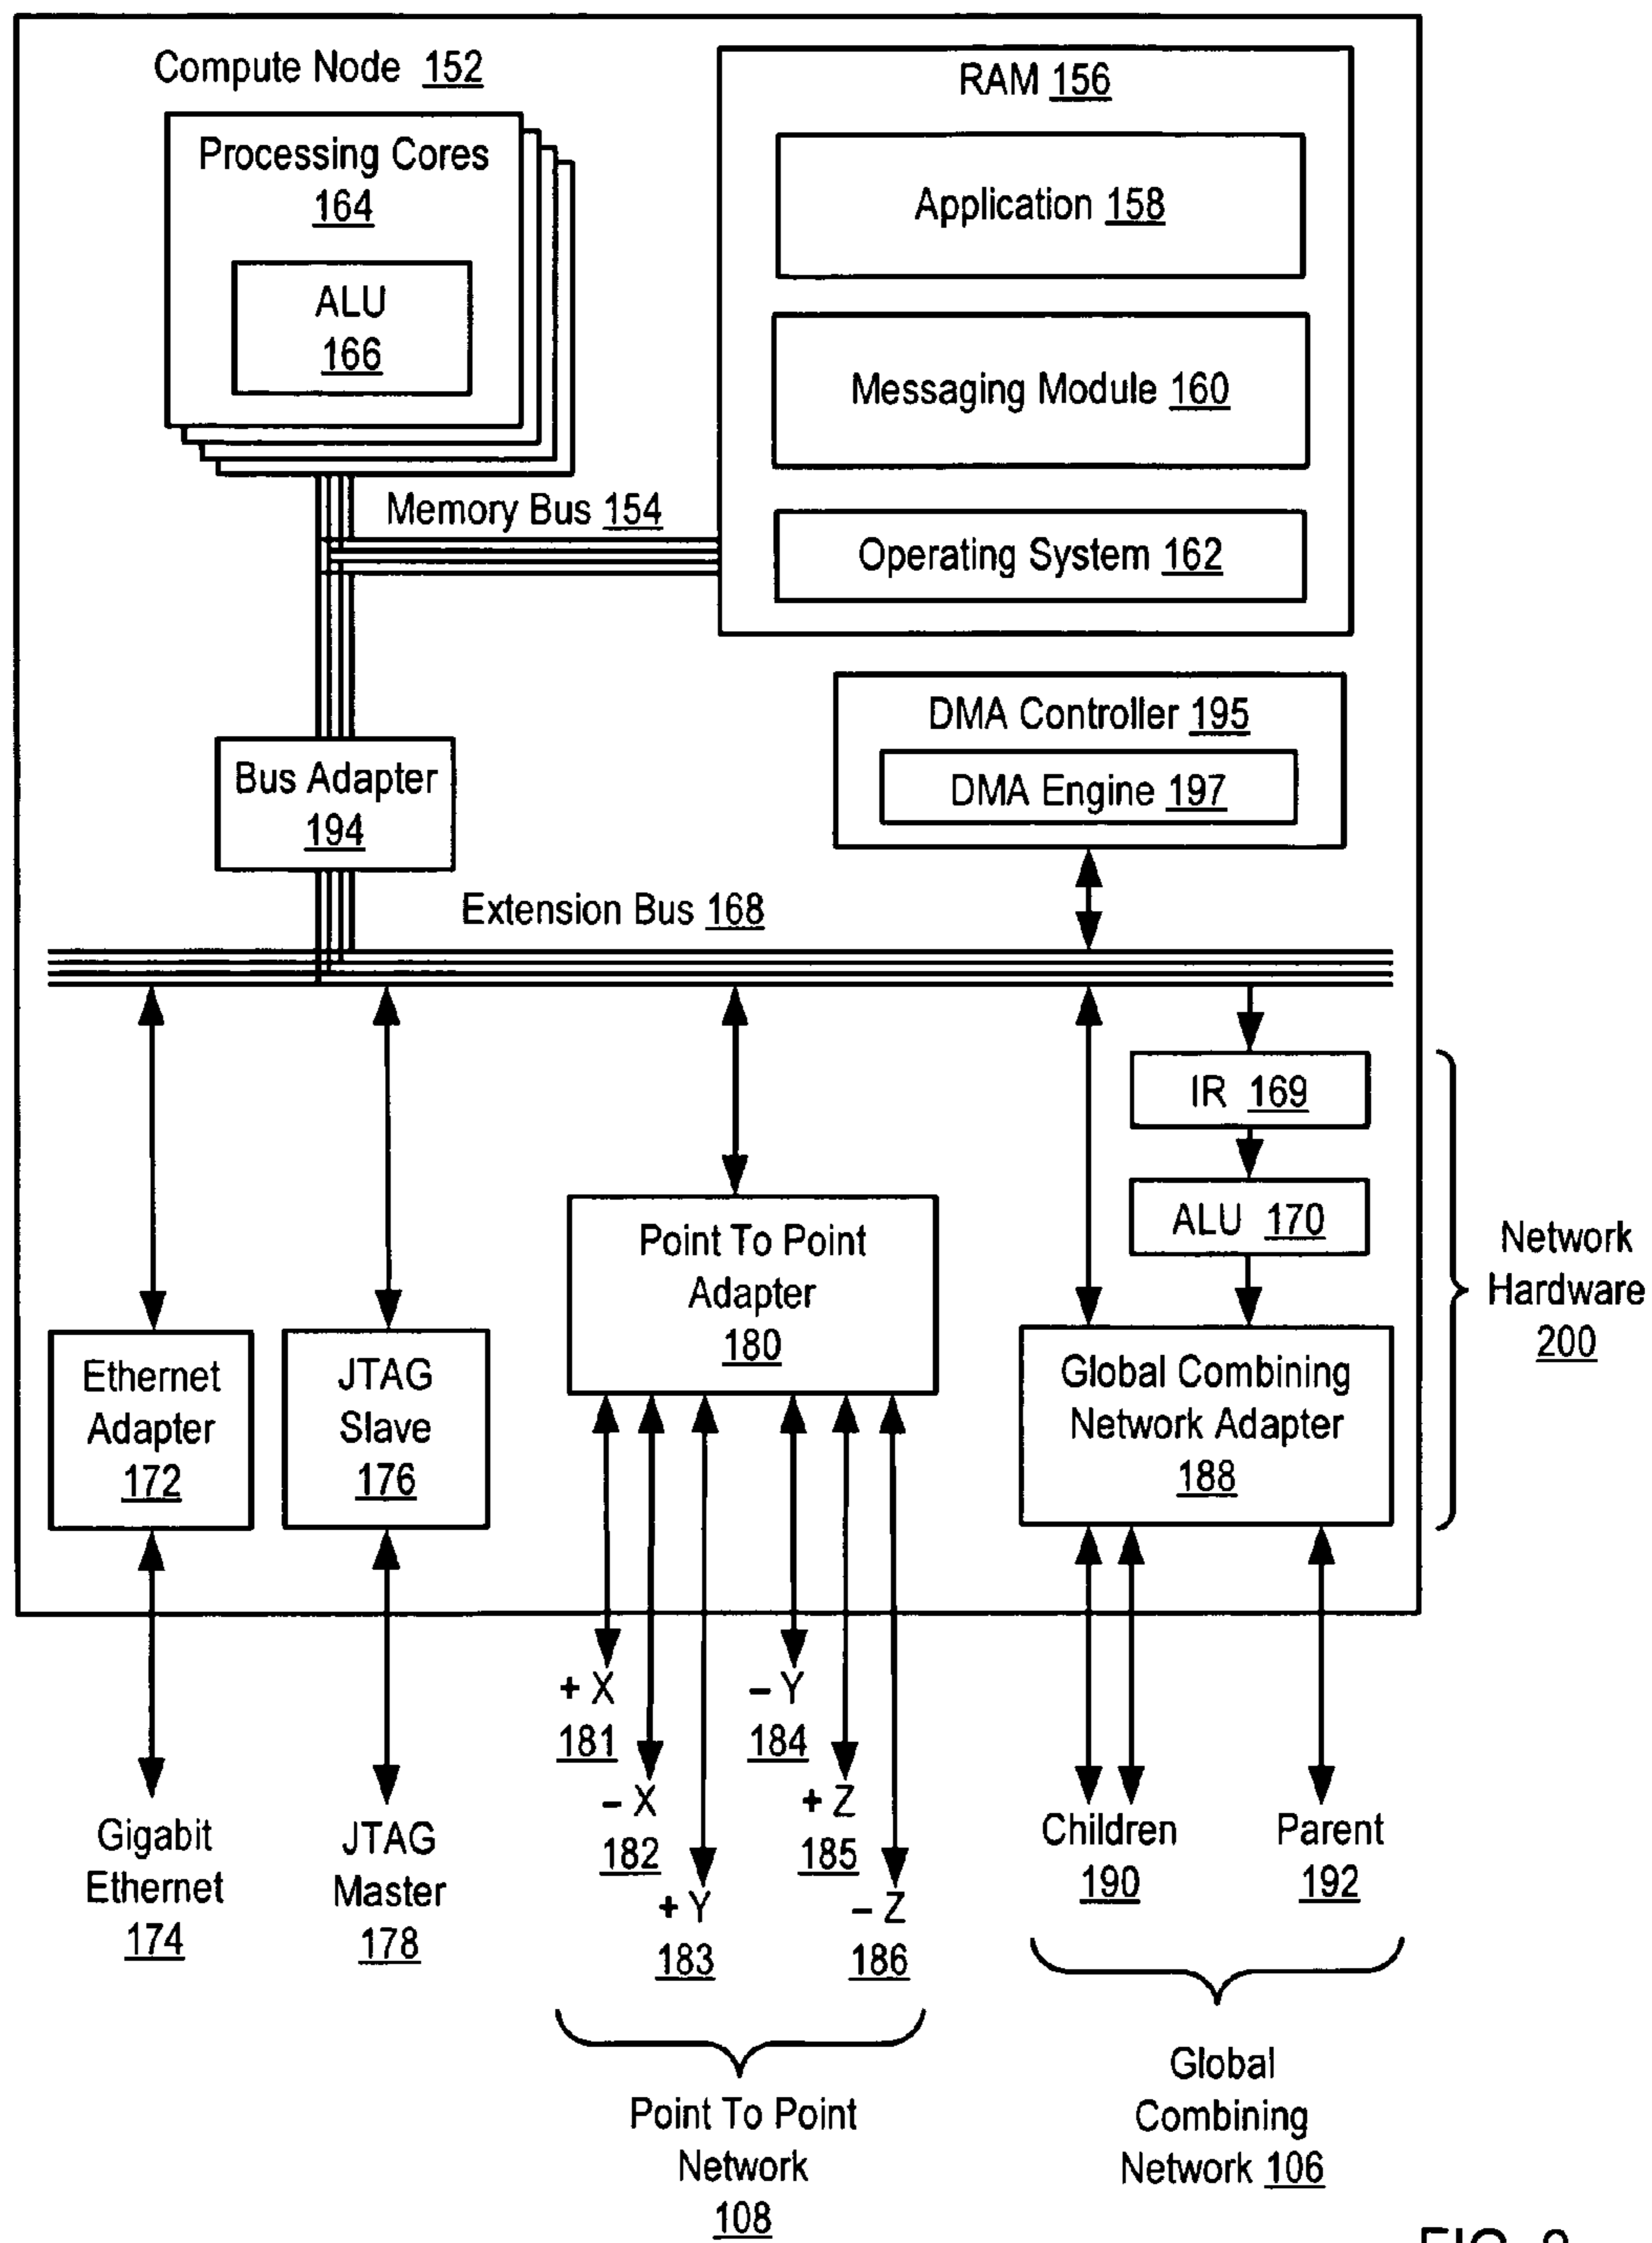 Compute Node 152
Processing Cores
164
ALU
166
RAM 156
Application 158
Messaging Module 160
Operating System 162
Memory Bus 154
DMA Controller 195
DMA Engine 197
Bus Adapter
194
Extension Bus 168
IR 169
ALU 170
Network
Hardware
200
Point To Point
Adapter
180
Ethernet
Adapter
172
JTAG
Slave
176
Global Combining
Network Adapter
188
+ X
181
– X
182
+ Y
183
– Y
184
+ Z
185
– Z
186
Gigabit
Ethernet
174
JTAG
Master
178
Children
190
Parent
192
Point To Point
Network
108
Global
Combining
Network 106